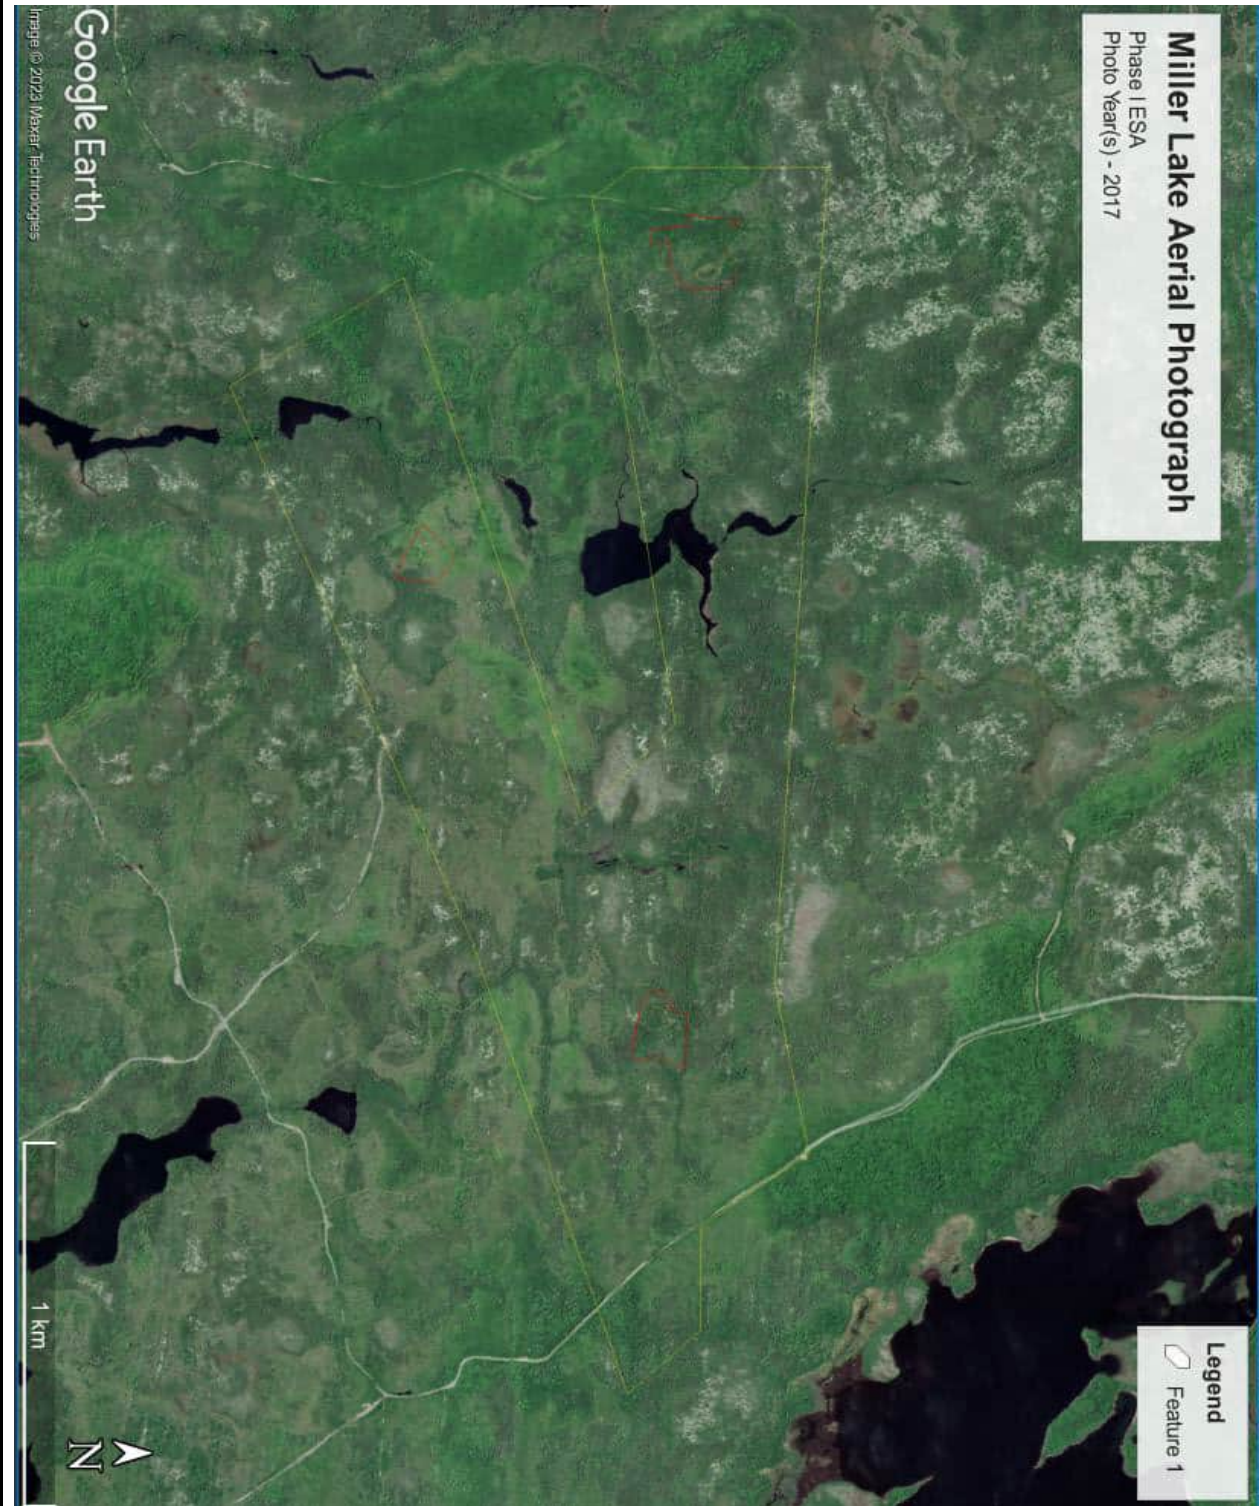 Miller Lake Aerial Photograph
Phase I ESA
Photo Year(s) - 2017
Legend
Feature 1
Google Earth
Image © 2023 Maxar Technologies
1 km
N